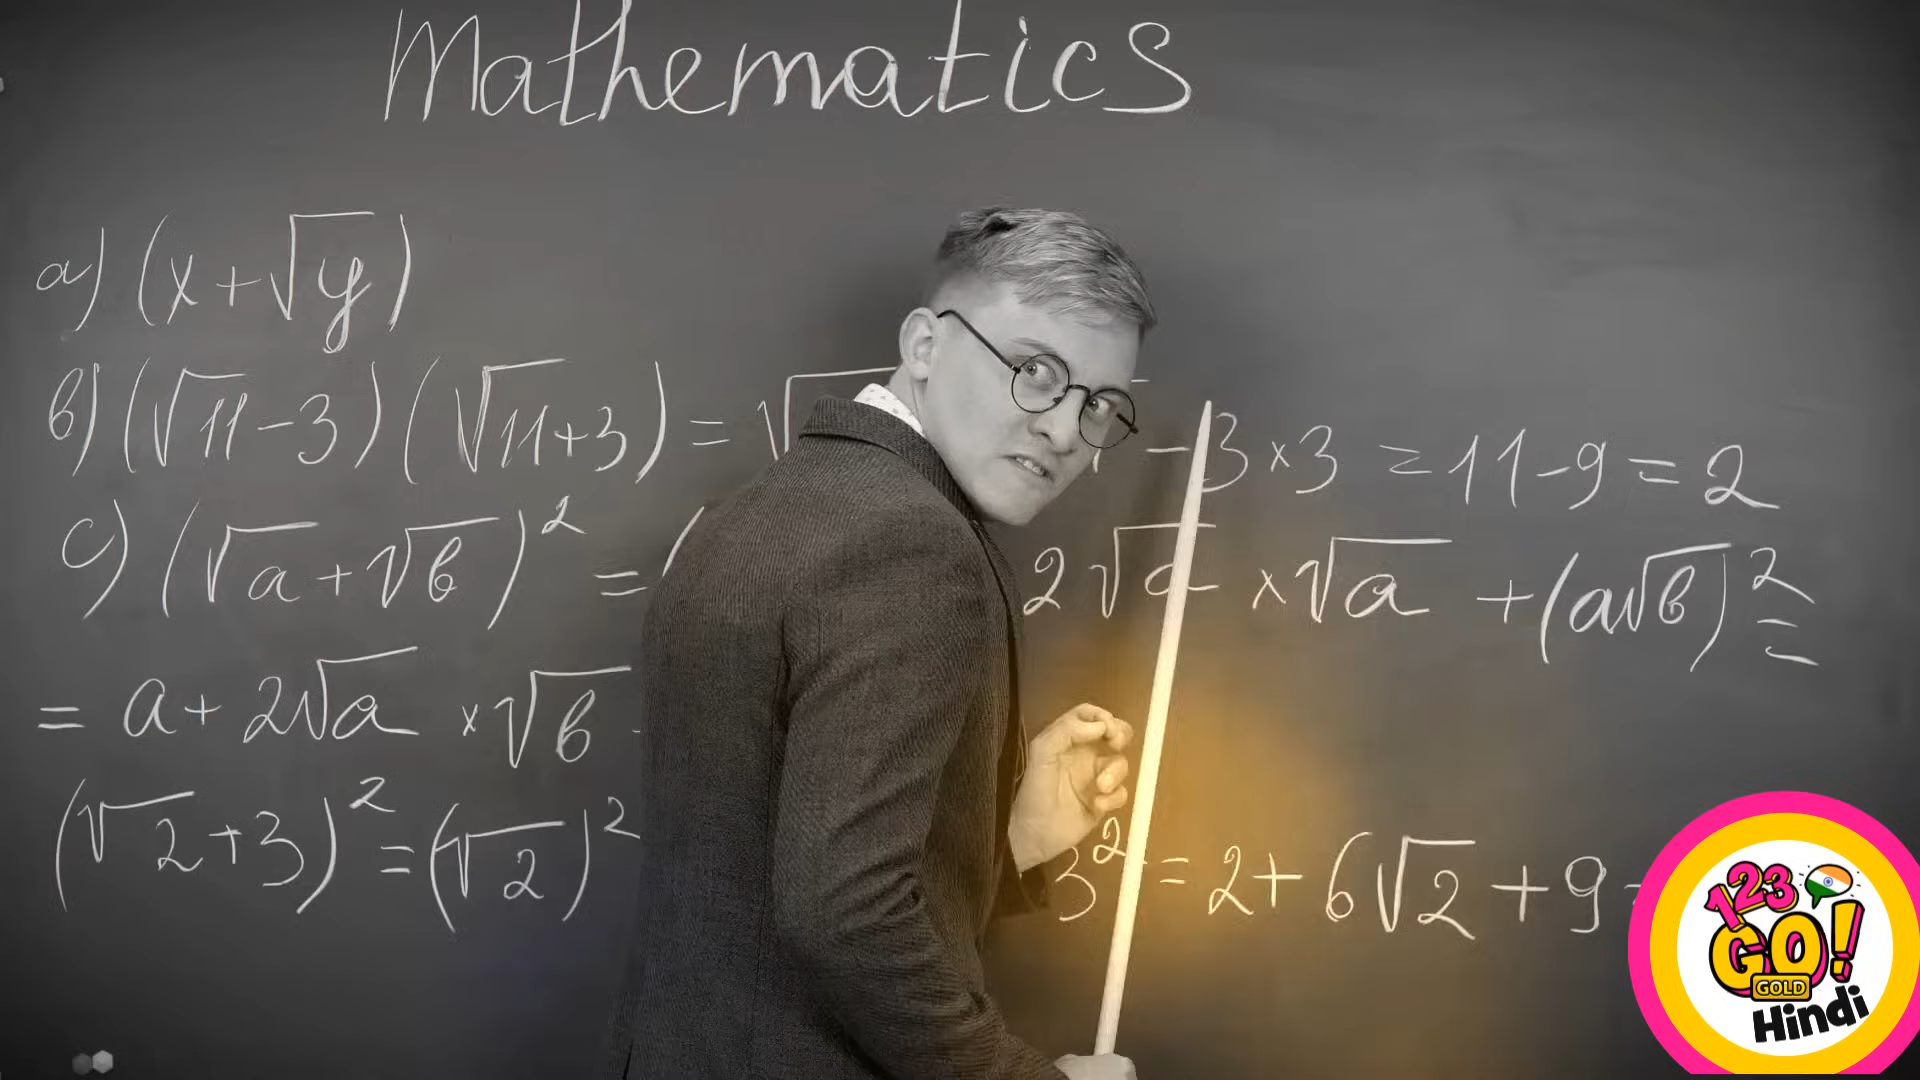 Mathematics
a) (x+√y)
в) (√11-3)(√11+3) = √ - 3×3 = 11-9 = 2
c) (√a+√в)² = ( 2√a ×√a +(a√в)² =
= a+ 2√a ×√в
(√2+3)² = (√2)² 3² = 2+ 6√2 +9
123
GO!
GOLD
Hindi